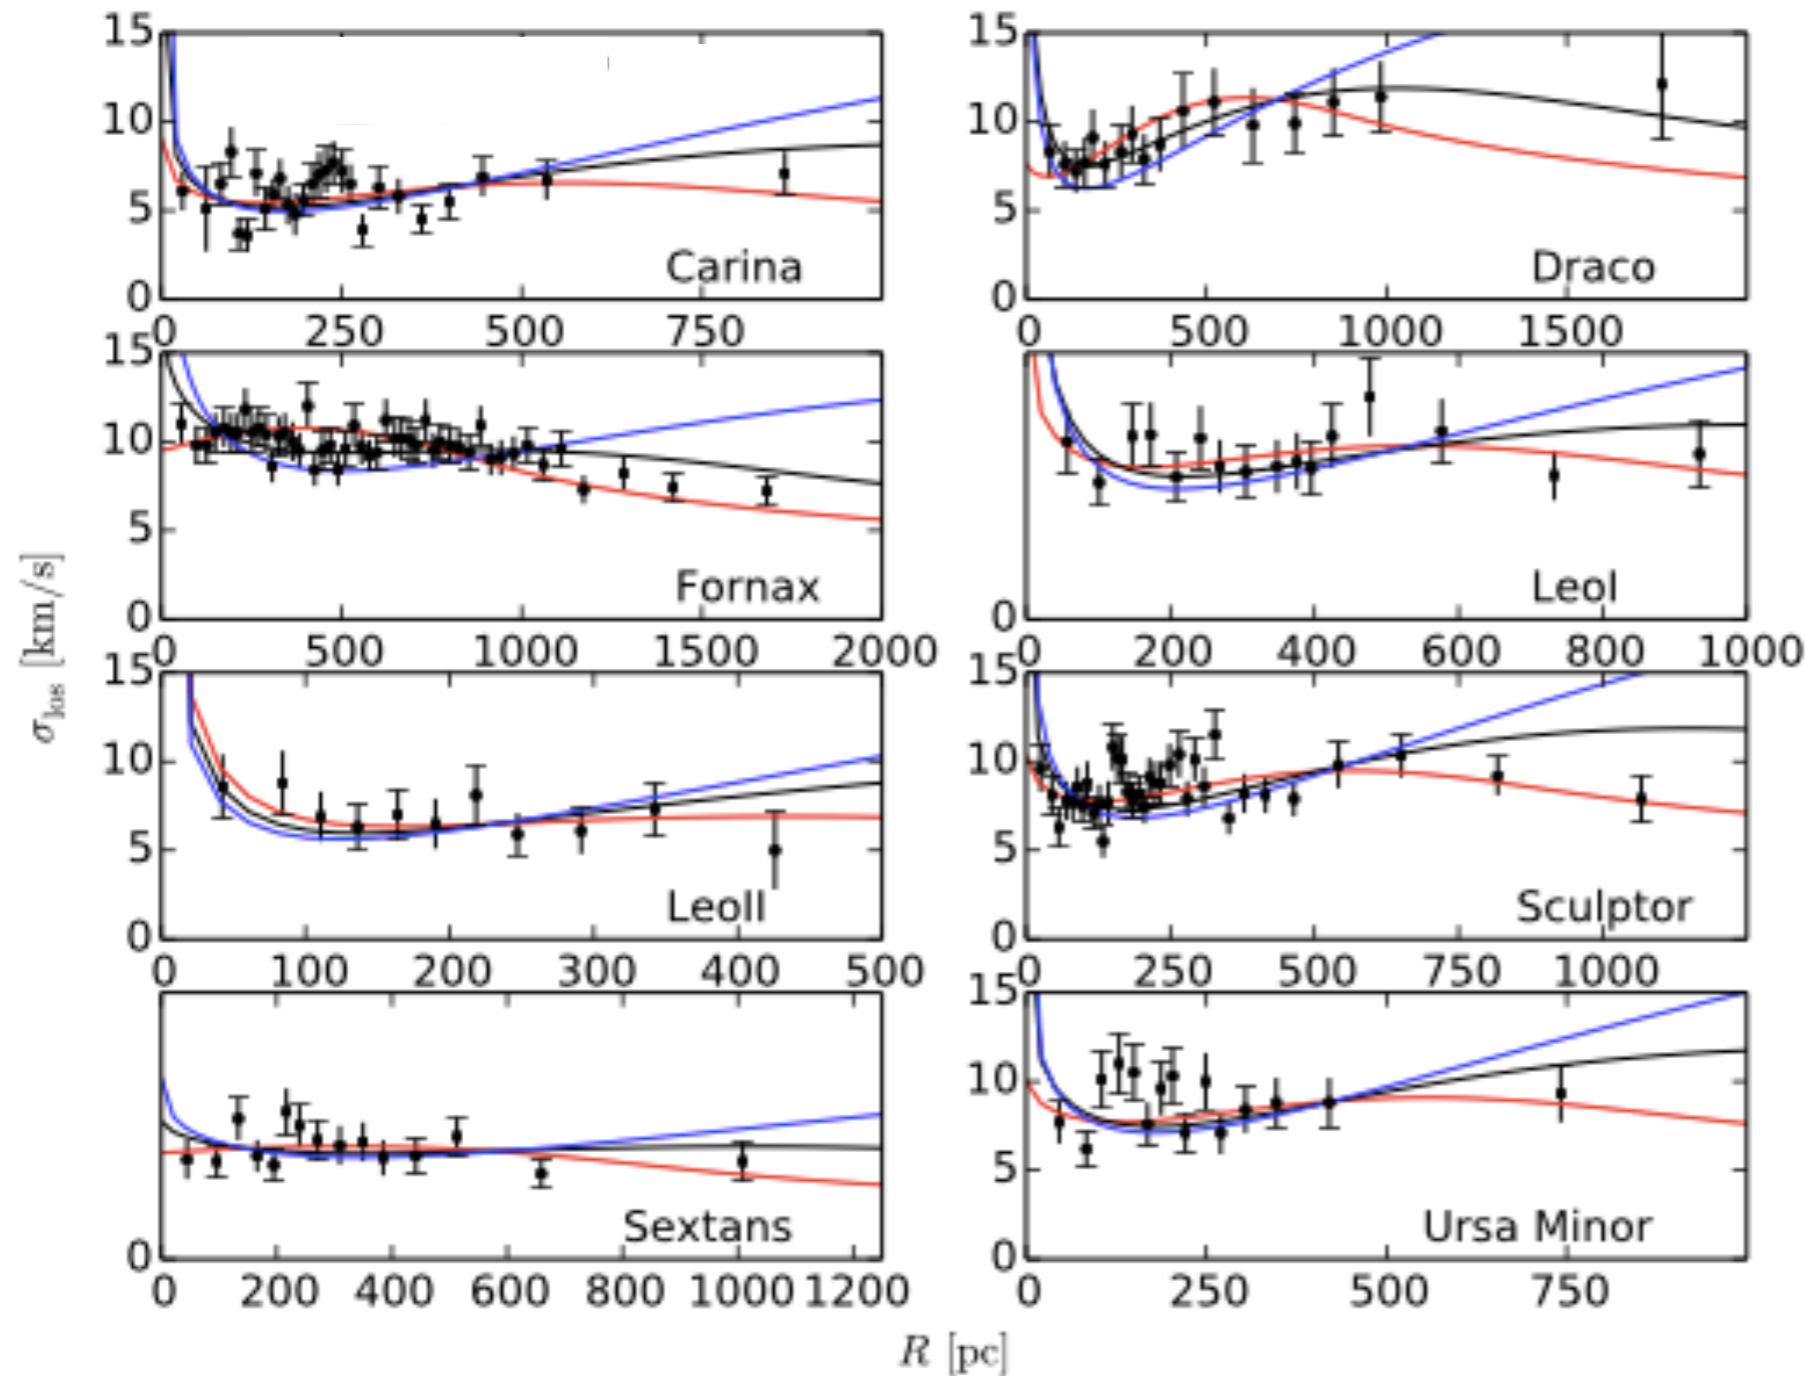 15 15
10 10
5 5
0 Carina 0 Draco
0 250 500 750 0 500 1000 1500
15
10
5
0 Fornax 0 LeoI
0 500 1000 1500 2000 0 200 400 600 800 1000
15 15
10 10
5 5
0 LeoII 0 Sculptor
0 100 200 300 400 500 0 250 500 750 1000
15
10
5
0 Sextans 0 Ursa Minor
0 200 400 600 800 1000 1200 0 250 500 750
σlos [km/s]
R [pc]